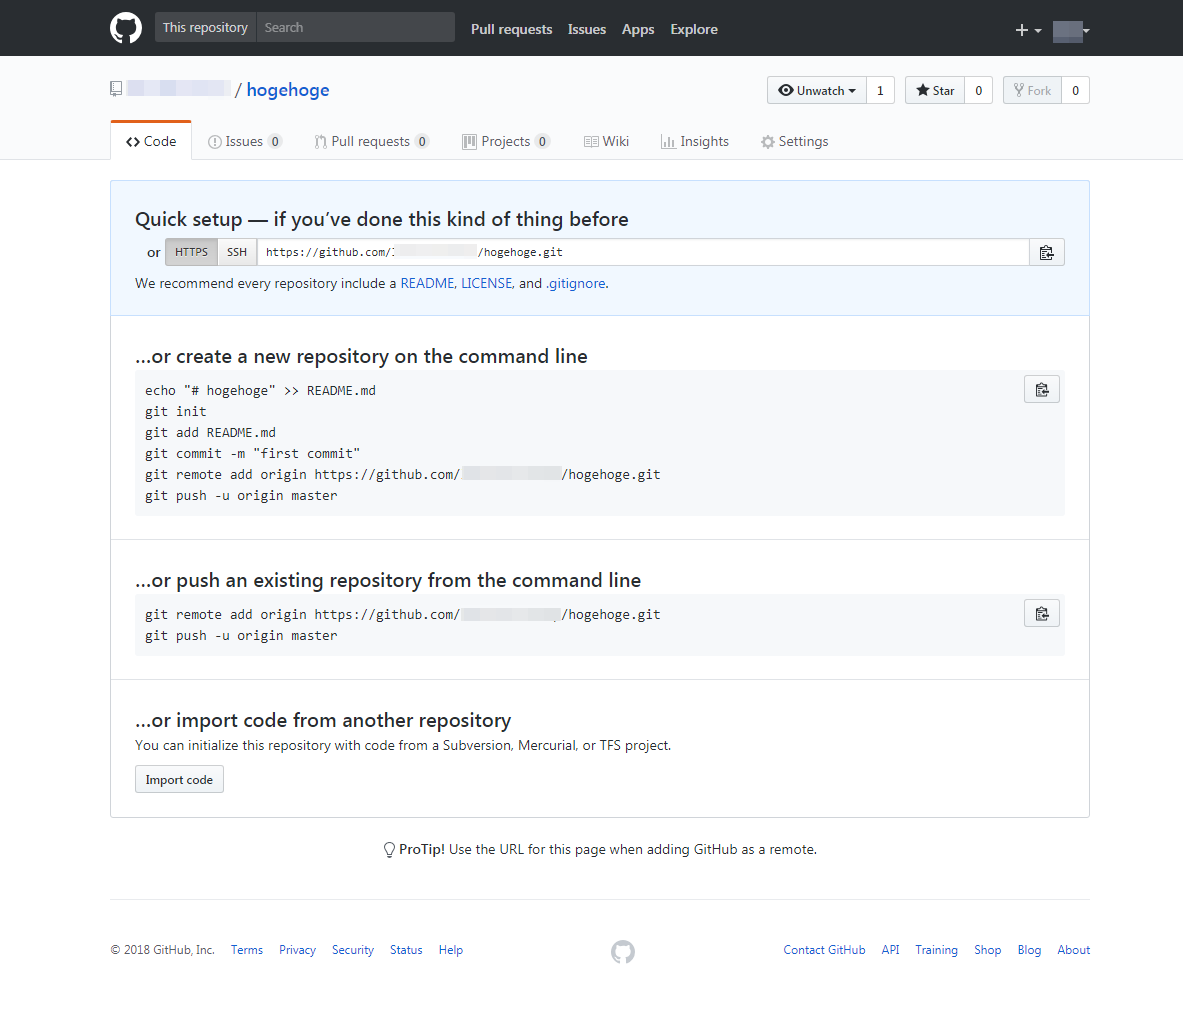 This repository Search Pull requests Issues Apps Explore
/ hogehoge Unwatch 1 Star 0 Fork 0
Code Issues 0 Pull requests 0 Projects 0 Wiki Insights Settings
Quick setup — if you’ve done this kind of thing before
or HTTPS SSH https://github.com/ /hogehoge.git
We recommend every repository include a README, LICENSE, and .gitignore.
…or create a new repository on the command line
echo "# hogehoge" >> README.md
git init
git add README.md
git commit -m "first commit"
git remote add origin https://github.com/ /hogehoge.git
git push -u origin master
…or push an existing repository from the command line
git remote add origin https://github.com/ /hogehoge.git
git push -u origin master
…or import code from another repository
You can initialize this repository with code from a Subversion, Mercurial, or TFS project.
Import code
ProTip! Use the URL for this page when adding GitHub as a remote.
© 2018 GitHub, Inc. Terms Privacy Security Status Help Contact GitHub API Training Shop Blog About